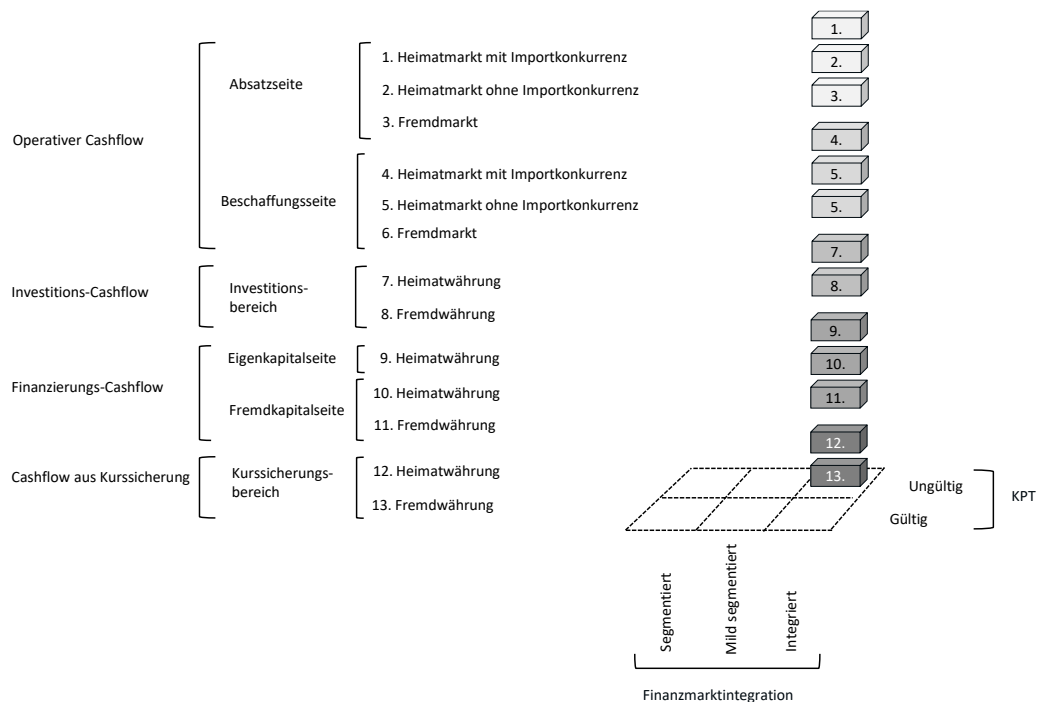 Operativer Cashflow
Absatzseite
1. Heimatmarkt mit Importkonkurrenz
2. Heimatmarkt ohne Importkonkurrenz
3. Fremdmarkt
Beschaffungsseite
4. Heimatmarkt mit Importkonkurrenz
5. Heimatmarkt ohne Importkonkurrenz
6. Fremdmarkt
Investitions-Cashflow
Investitions-
bereich
7. Heimatwährung
8. Fremdwährung
Finanzierungs-Cashflow
Eigenkapitalseite
9. Heimatwährung
Fremdkapitalseite
10. Heimatwährung
11. Fremdwährung
Cashflow aus Kurssicherung
Kurssicherungs-
bereich
12. Heimatwährung
13. Fremdwährung
1.
2.
3.
4.
5.
5.
7.
8.
9.
10.
11.
12.
13.
Ungültig
Gültig
KPT
Segmentiert
Mild segmentiert
Integriert
Finanzmarktintegration